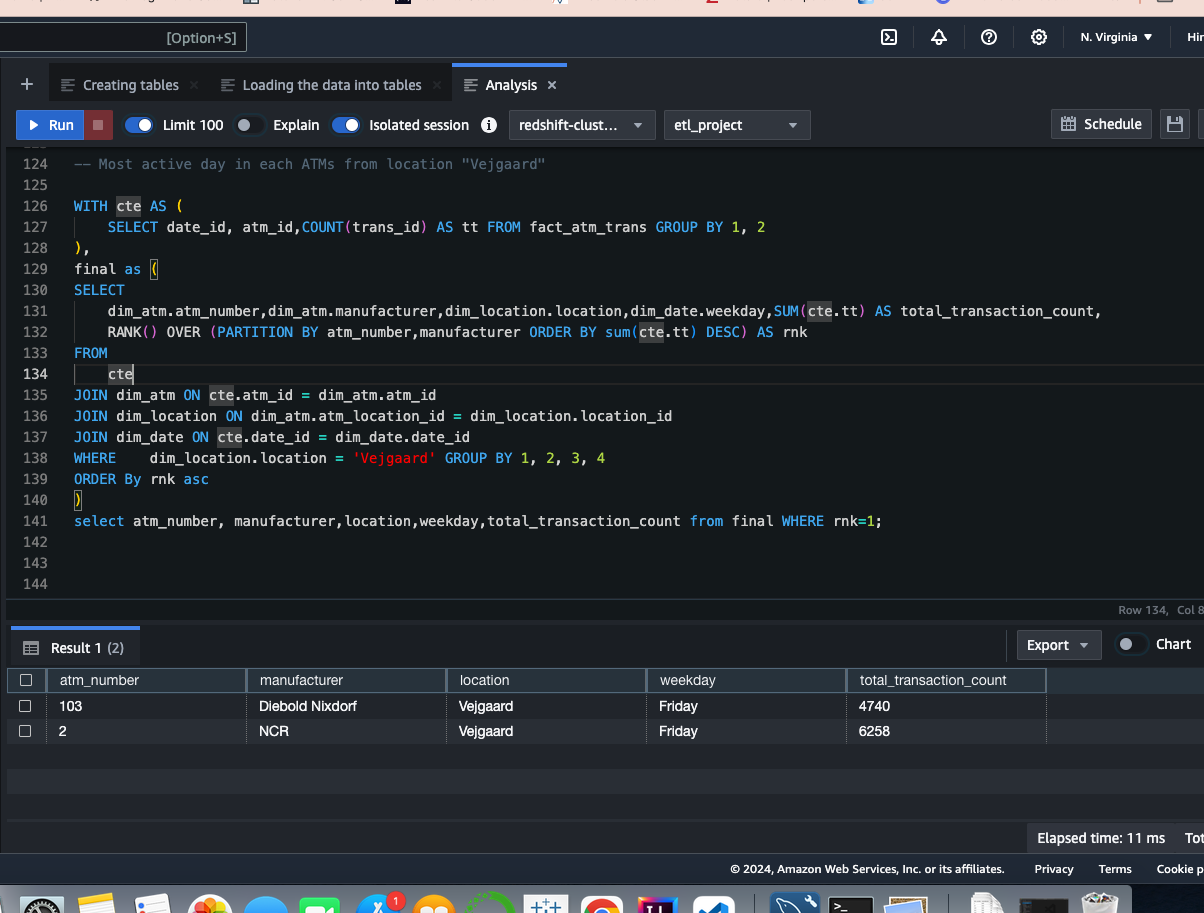 [Option+S]
N. Virginia
Creating tables
Loading the data into tables
Analysis
Run
Limit 100
Explain
Isolated session
redshift-clust...
etl_project
Schedule
124 -- Most active day in each ATMs from location "Vejgaard"
125
126 WITH cte AS (
127 SELECT date_id, atm_id,COUNT(trans_id) AS tt FROM fact_atm_trans GROUP BY 1, 2
128 ),
129 final as (
130 SELECT
131 dim_atm.atm_number,dim_atm.manufacturer,dim_location.location,dim_date.weekday,SUM(cte.tt) AS total_transaction_count,
132 RANK() OVER (PARTITION BY atm_number,manufacturer ORDER BY sum(cte.tt) DESC) AS rnk
133 FROM
134 cte
135 JOIN dim_atm ON cte.atm_id = dim_atm.atm_id
136 JOIN dim_location ON dim_atm.atm_location_id = dim_location.location_id
137 JOIN dim_date ON cte.date_id = dim_date.date_id
138 WHERE dim_location.location = 'Vejgaard' GROUP BY 1, 2, 3, 4
139 ORDER By rnk asc
140 )
141 select atm_number, manufacturer,location,weekday,total_transaction_count from final WHERE rnk=1;
142
143
144
Row 134, Col 8
Result 1 (2)
Export
Chart
atm_number manufacturer location weekday total_transaction_count
103 Diebold Nixdorf Vejgaard Friday 4740
2 NCR Vejgaard Friday 6258
Elapsed time: 11 ms
© 2024, Amazon Web Services, Inc. or its affiliates. Privacy Terms Cookie
1